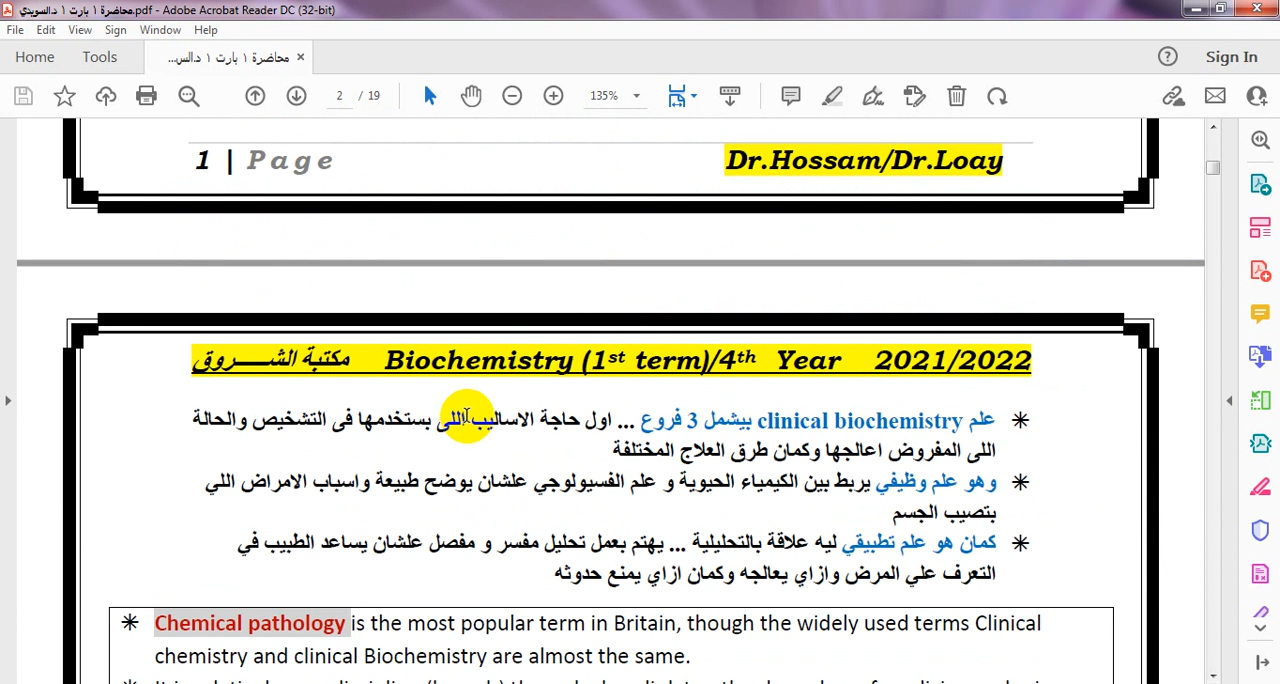 محاضرة ١ بارت ١ د.السويدي.pdf - Adobe Acrobat Reader DC (32-bit)
File Edit View Sign Window Help
Home Tools محاضرة ١ بارت ١ د.الس... × Sign In
2 / 19 135%
1 | Page Dr.Hossam/Dr.Loay
مكتبة الشـــــروق Biochemistry (1st term)/4th Year 2021/2022
علم clinical biochemistry بيشمل 3 فروع ... اول حاجة الاساليب اللى بستخدمها فى التشخيص والحالة
اللى المفروض اعالجها وكمان طرق العلاج المختلفة
وهو علم وظيفي يربط بين الكيمياء الحيوية و علم الفسيولوجي علشان يوضح طبيعة واسباب الامراض اللي
بتصيب الجسم
كمان هو علم تطبيقي ليه علاقة بالتحليلية ... يهتم بعمل تحليل مفسر و مفصل علشان يساعد الطبيب في
التعرف علي المرض وازاي يعالجه وكمان ازاي يمنع حدوثه
Chemical pathology is the most popular term in Britain, though the widely used terms Clinical
chemistry and clinical Biochemistry are almost the same.